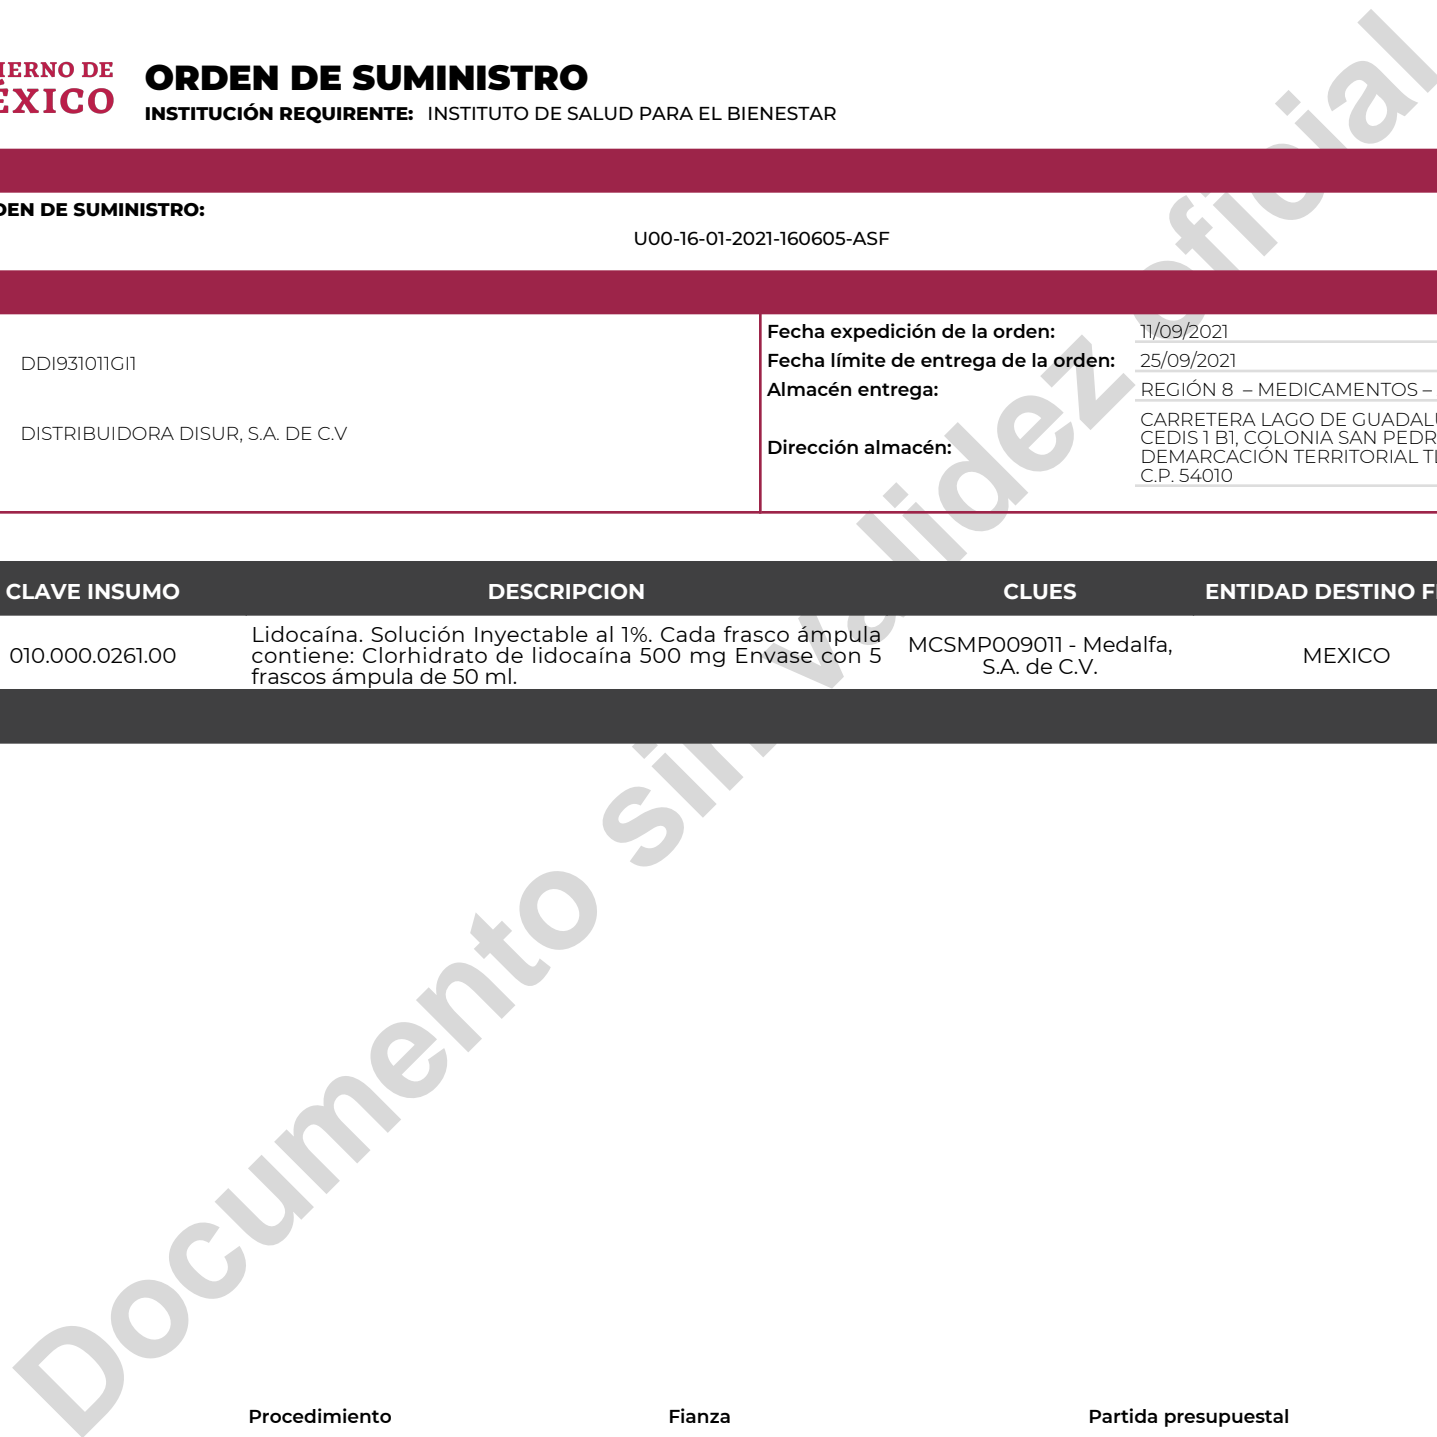 IERNO DE
ÉXICO
ORDEN DE SUMINISTRO
INSTITUCIÓN REQUIRENTE: INSTITUTO DE SALUD PARA EL BIENESTAR
DEN DE SUMINISTRO:
U00-16-01-2021-160605-ASF
DDI931011GI1
DISTRIBUIDORA DISUR, S.A. DE C.V
Fecha expedición de la orden: 11/09/2021
Fecha límite de entrega de la orden: 25/09/2021
Almacén entrega: REGIÓN 8 – MEDICAMENTOS –
Dirección almacén:
CARRETERA LAGO DE GUADALU
CEDIS 1 B1, COLONIA SAN PEDR
DEMARCACIÓN TERRITORIAL TL
C.P. 54010
CLAVE INSUMO DESCRIPCION CLUES ENTIDAD DESTINO F
010.000.0261.00
Lidocaína. Solución Inyectable al 1%. Cada frasco ámpula
contiene: Clorhidrato de lidocaína 500 mg Envase con 5
frascos ámpula de 50 ml.
MCSMP009011 - Medalfa,
S.A. de C.V.
MEXICO
Documento sin validez oficial
Procedimiento Fianza Partida presupuestal